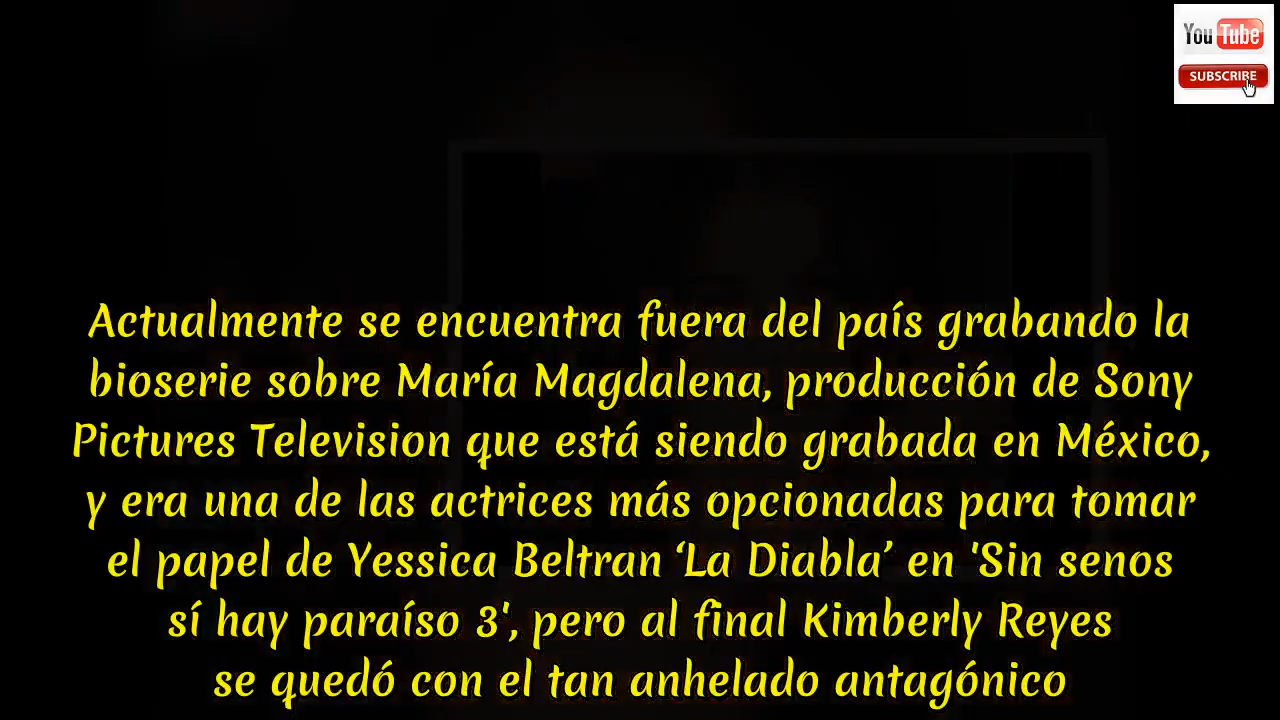 You Tube
SUBSCRIBE
Actualmente se encuentra fuera del país grabando la
bioserie sobre María Magdalena, producción de Sony
Pictures Television que está siendo grabada en México,
y era una de las actrices más opcionadas para tomar
el papel de Yessica Beltran ‘La Diabla’ en 'Sin senos
sí hay paraíso 3', pero al final Kimberly Reyes
se quedó con el tan anhelado antagónico